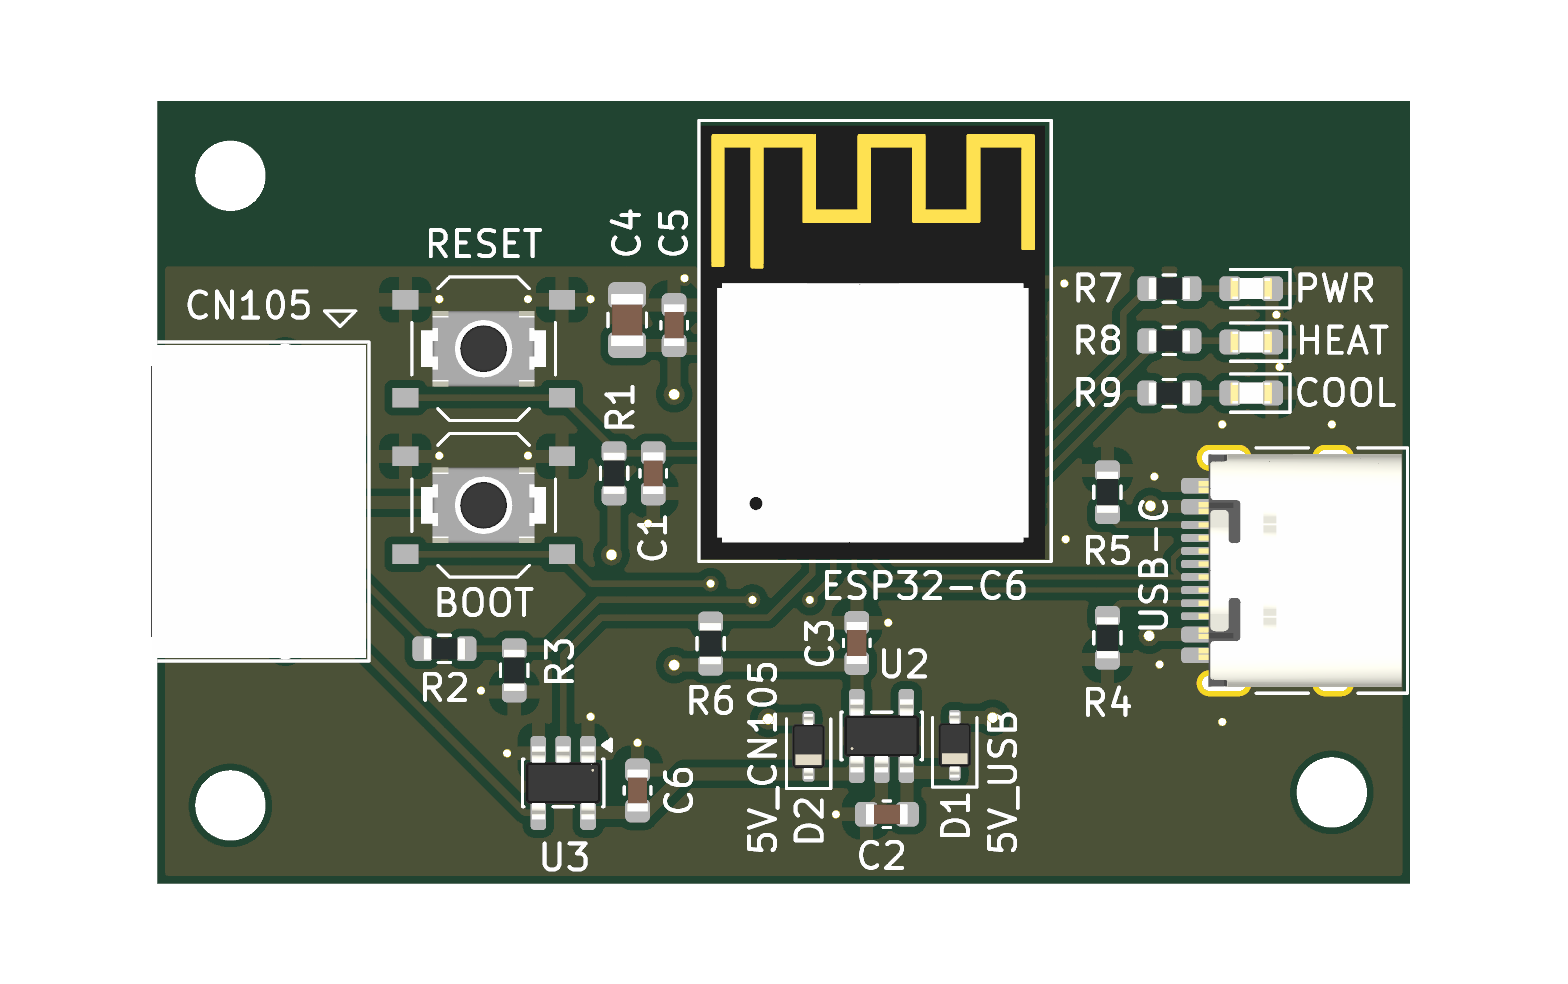 C4
C5
RESET
CN105
R7
PWR
R8
HEAT
R9
COOL
R1
C1
R5
USB-C
ESP32-C6
BOOT
C3
R3
U2
R2
R6
R4
5V_CN105
5V_USB
C6
D2
D1
U3
C2